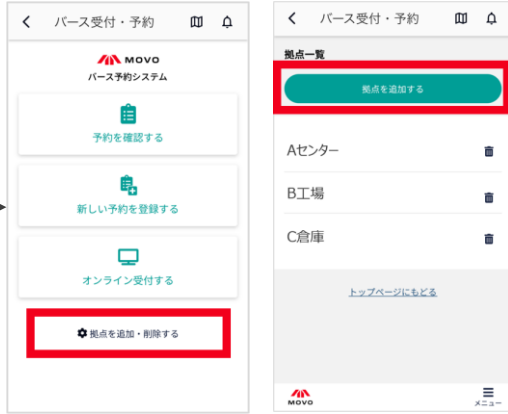 バース受付・予約
MOVO
バース予約システム
予約を確認する
新しい予約を登録する
オンライン受付する
拠点を追加・削除する
バース受付・予約
拠点一覧
拠点を追加する
Aセンター
B工場
C倉庫
トップページにもどる
MOVO
メニュー